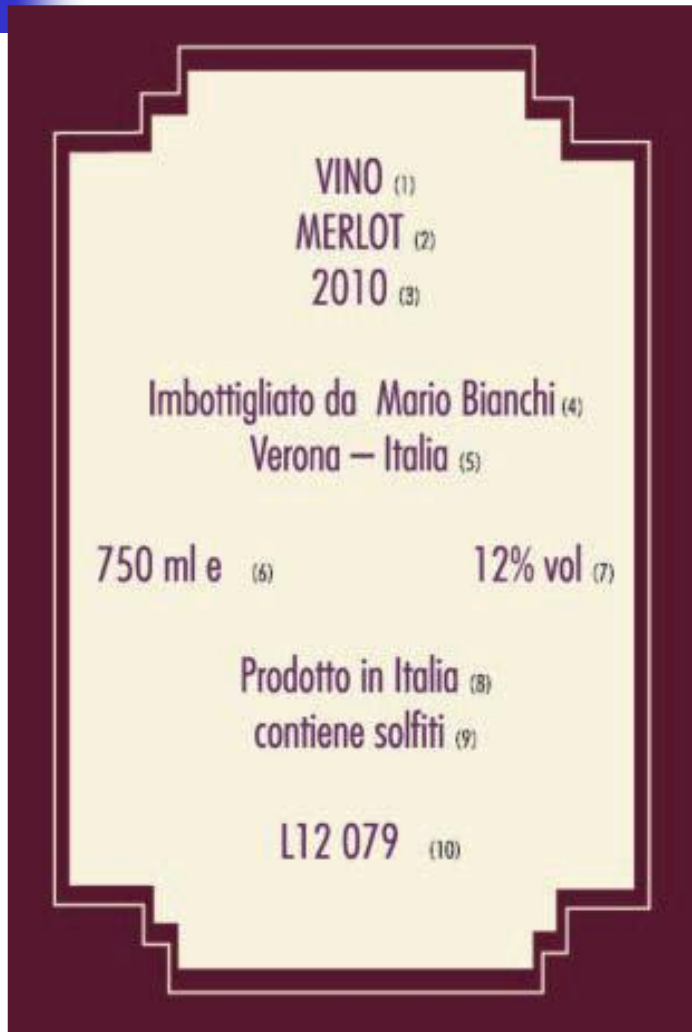 VINO (1)
MERLOT (2)
2010 (3)
Imbottigliato da Mario Bianchi (4)
Verona – Italia (5)
750 ml e (6) 12% vol (7)
Prodotto in Italia (8)
contiene solfiti (9)
L12 079 (10)